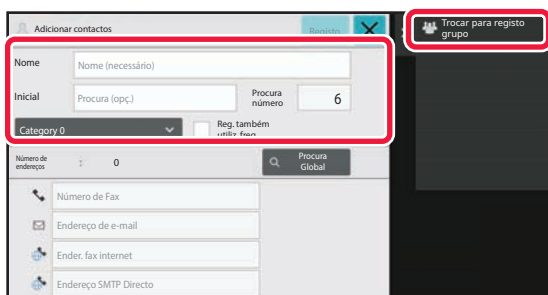 Adicionar contactos
Registo
Trocar para registo
grupo
Nome
Nome (necessário)
Inicial
Procura (opç.)
Procura
número
6
Category 0
Reg. também
utiliz. freq.
Número de
endereços
:
0
Procura
Global
Número de Fax
Endereço de e-mail
Ender. fax internet
Endereço SMTP Directo